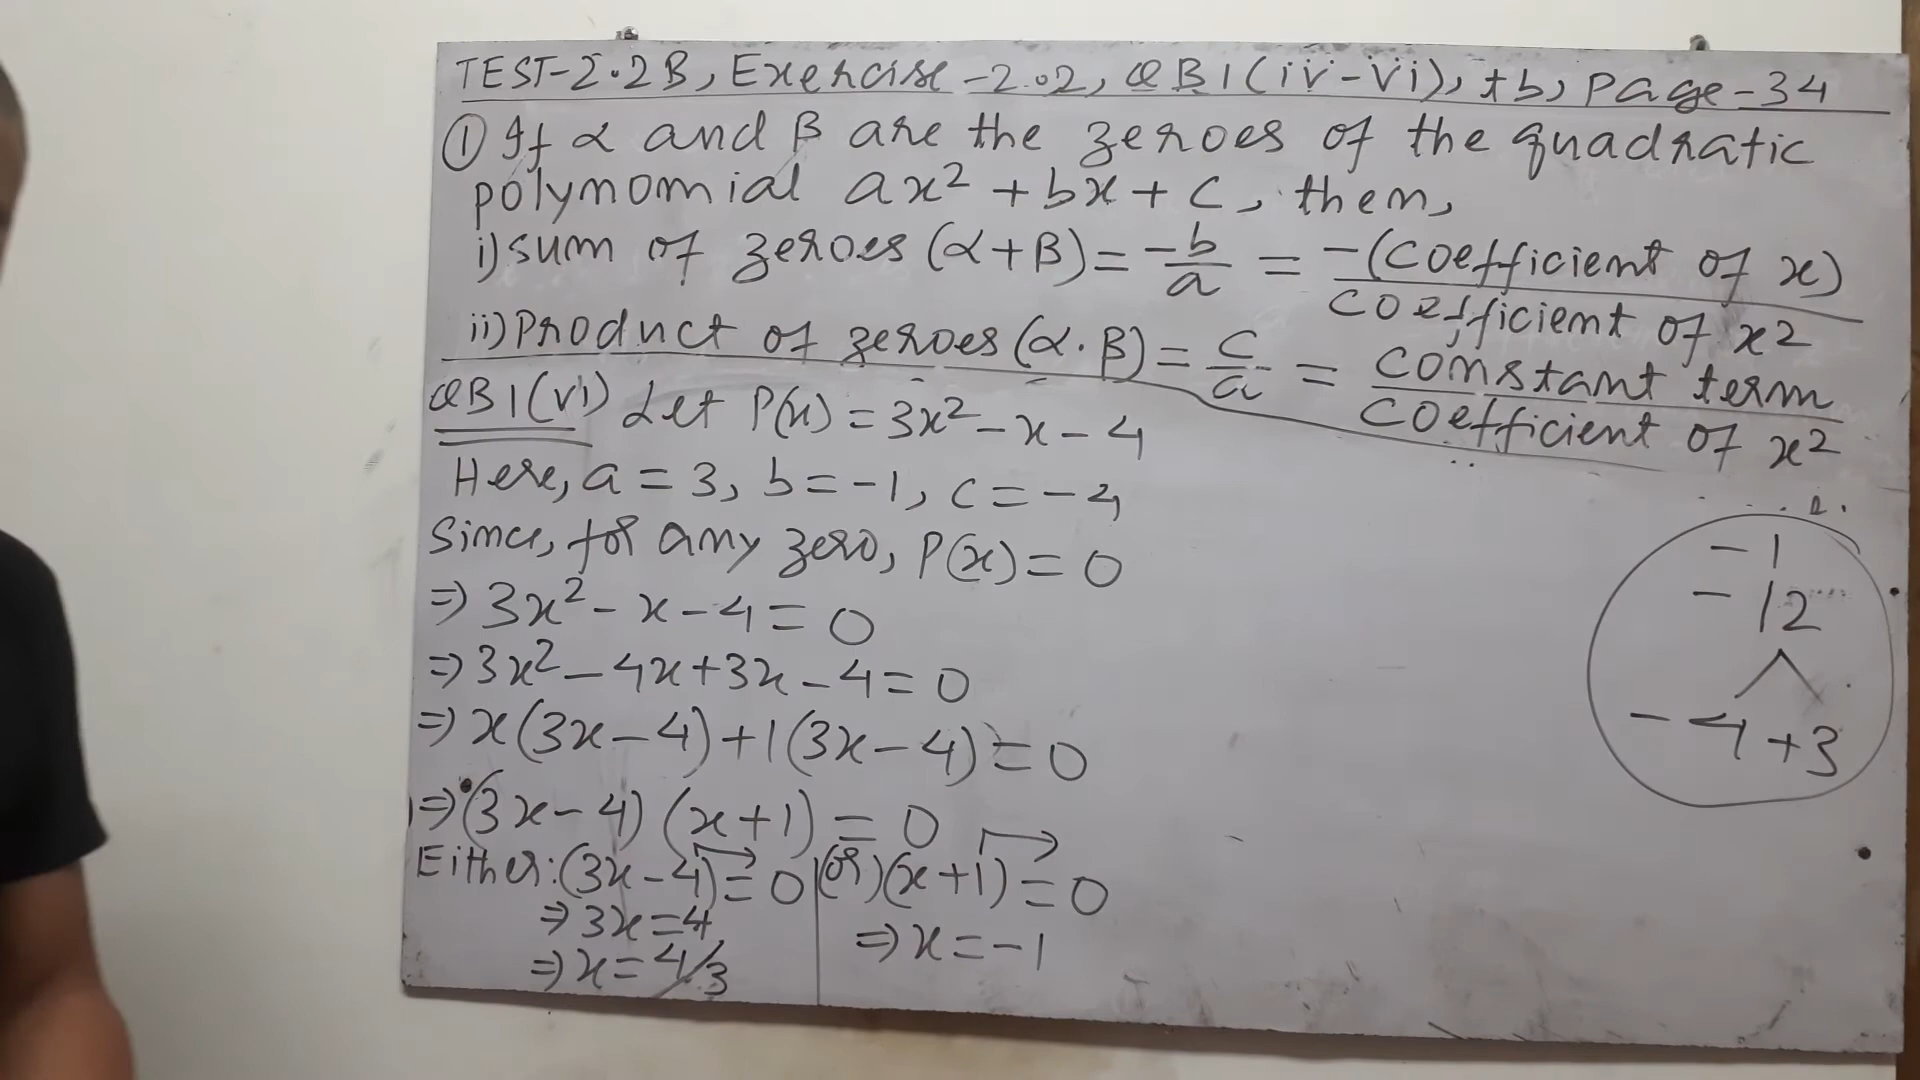 TEST-2.2B, Exercise-2.2, QB1(iv-vi), tb, Page-34
① If α and β are the zeroes of the quadratic
polynomial ax² + bx + c, then,
i) sum of zeroes (α+β) = -b/a = -(coefficient of x)/coefficient of x²
ii) Product of zeroes (α·β) = c/a = constant term/coefficient of x²
QB1(vi) Let P(x) = 3x² - x - 4
Here, a = 3, b = -1, c = -4
Since, for any zero, P(x) = 0
⇒ 3x² - x - 4 = 0
⇒ 3x² - 4x + 3x - 4 = 0
⇒ x(3x - 4) + 1(3x - 4) = 0
⇒ (3x - 4) (x + 1) = 0
Either: (3x - 4) = 0 | (or) (x + 1) = 0
⇒ 3x = 4
⇒ x = 4/3
⇒ x = -1
-1
-12
-4 +3